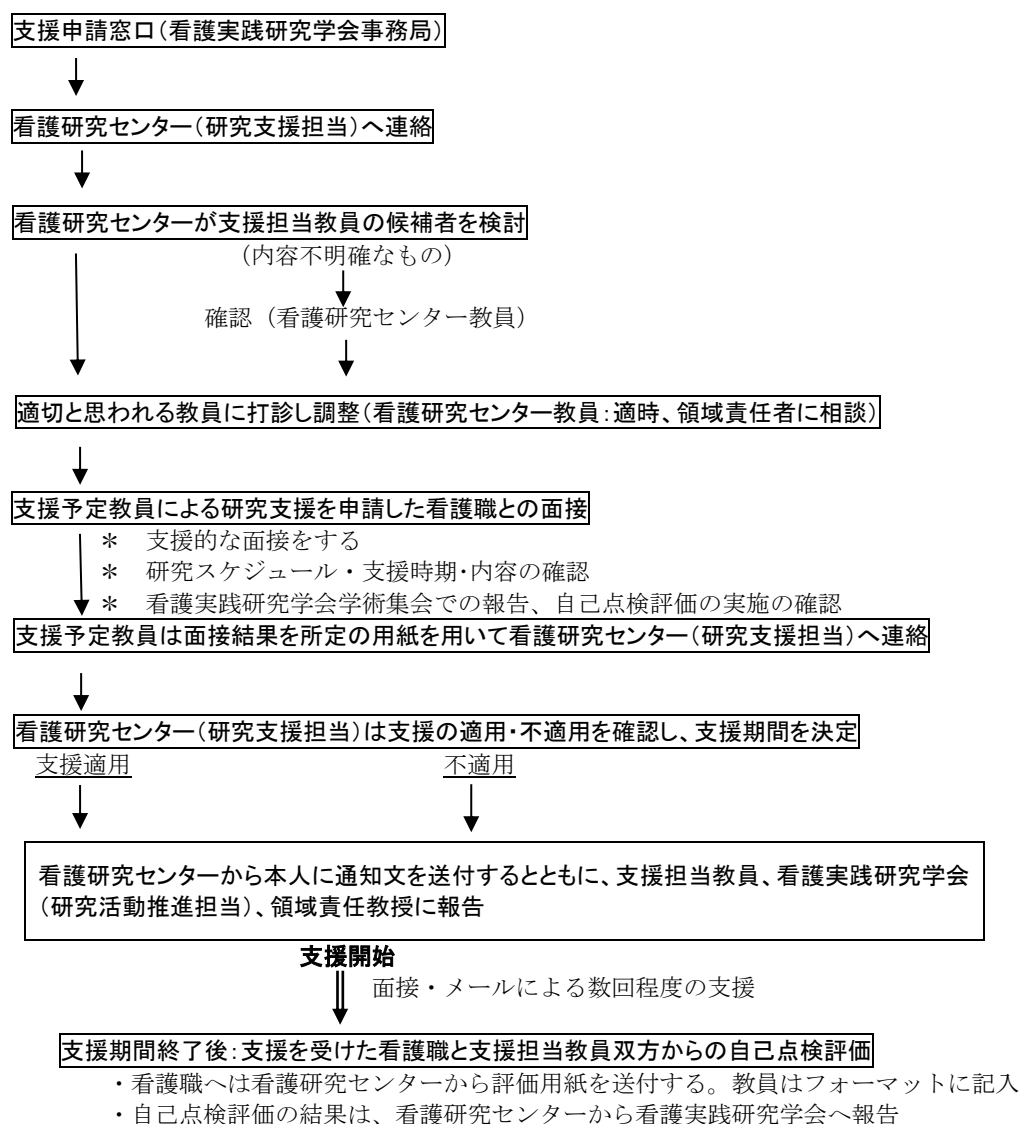 支援申請窓口(看護実践研究学会事務局)
看護研究センター(研究支援担当)へ連絡
看護研究センターが支援担当教員の候補者を検討
(内容不明確なもの)
確認(看護研究センター教員)
適切と思われる教員に打診し調整(看護研究センター教員:適時、領域責任者に相談)
支援予定教員による研究支援を申請した看護職との面接
＊ 支援的な面接をする
＊ 研究スケジュール・支援時期・内容の確認
＊ 看護実践研究学会学術集会での報告、自己点検評価の実施の確認
支援予定教員は面接結果を所定の用紙を用いて看護研究センター(研究支援担当)へ連絡
看護研究センター(研究支援担当)は支援の適用・不適用を確認し、支援期間を決定
支援適用 不適用
看護研究センターから本人に通知文を送付するとともに、支援担当教員、看護実践研究学会
(研究活動推進担当)、領域責任教授に報告
支援開始
面接・メールによる数回程度の支援
支援期間終了後:支援を受けた看護職と支援担当教員双方からの自己点検評価
・看護職へは看護研究センターから評価用紙を送付する。教員はフォーマットに記入
・自己点検評価の結果は、看護研究センターから看護実践研究学会へ報告